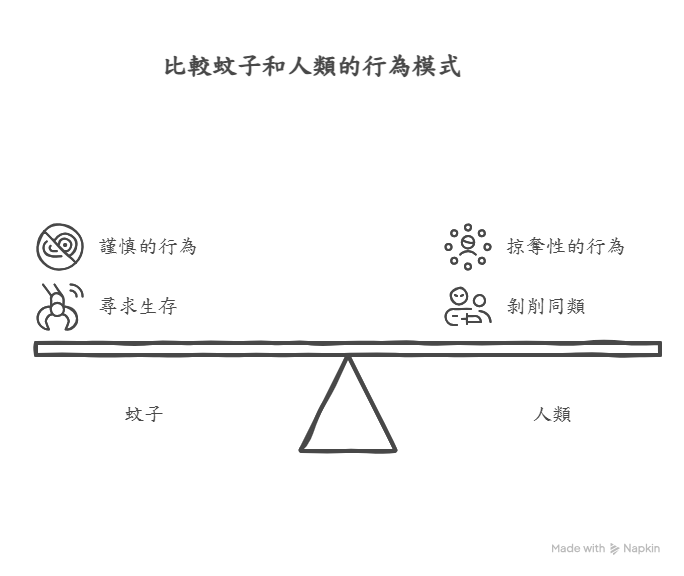 比較蚊子和人類的行為模式
謹慎的行為
掠奪性的行為
尋求生存
剝削同類
蚊子
人類
Made with Napkin